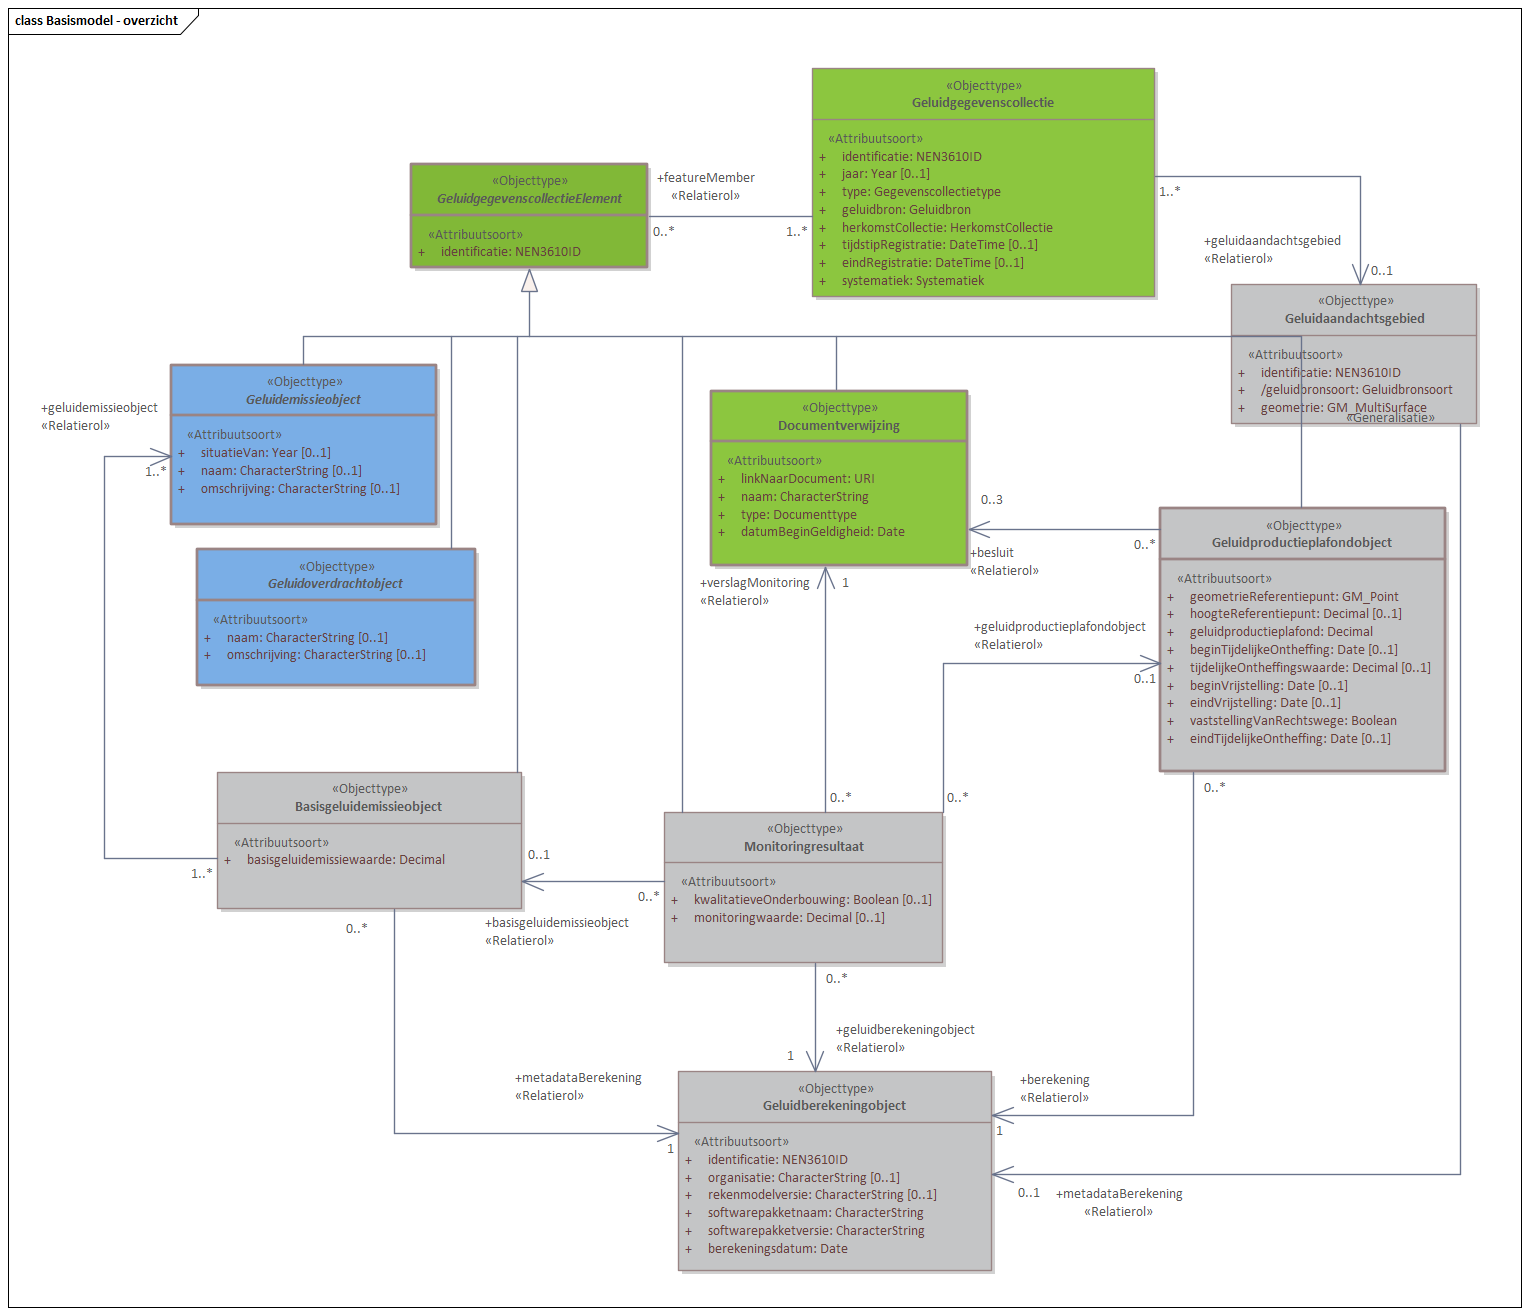 class Basismodel - overzicht
«Objecttype»
Geluidgegevenscollectie
«Attribuutsoort»
+ identificatie: NEN3610ID
+ jaar: Year [0..1]
+ type: Gegevenscollectietype
+ geluidbron: Geluidbron
+ herkomstCollectie: HerkomstCollectie
+ tijdstipRegistratie: DateTime [0..1]
+ eindRegistratie: DateTime [0..1]
+ systematiek: Systematiek
«Objecttype»
GeluidgegevenscollectieElement
«Attribuutsoort»
+ identificatie: NEN3610ID
+featureMember
«Relatierol»
0..*
1..*
1..*
+geluidaandachtsgebied
«Relatierol»
0..1
«Objecttype»
Geluidaandachtsgebied
«Attribuutsoort»
+ identificatie: NEN3610ID
+ /geluidbronsoort: Geluidbronsoort
+ geometrie: GM_MultiSurface
«Generalisatie»
«Objecttype»
Geluidemissieobject
«Attribuutsoort»
+ situatieVan: Year [0..1]
+ naam: CharacterString [0..1]
+ omschrijving: CharacterString [0..1]
+geluidemissieobject
«Relatierol»
1..*
«Objecttype»
Documentverwijzing
«Attribuutsoort»
+ linkNaarDocument: URI
+ naam: CharacterString
+ type: Documenttype
+ datumBeginGeldigheid: Date
0..3
+besluit
«Relatierol»
0..*
«Objecttype»
Geluidproductieplafondobject
«Attribuutsoort»
+ geometrieReferentiepunt: GM_Point
+ hoogteReferentiepunt: Decimal [0..1]
+ geluidproductieplafond: Decimal
+ beginTijdelijkeOntheffing: Date [0..1]
+ tijdelijkeOntheffingswaarde: Decimal [0..1]
+ beginVrijstelling: Date [0..1]
+ eindVrijstelling: Date [0..1]
+ vaststellingVanRechtswege: Boolean
+ eindTijdelijkeOntheffing: Date [0..1]
«Objecttype»
Geluidoverdrachtobject
«Attribuutsoort»
+ naam: CharacterString [0..1]
+ omschrijving: CharacterString [0..1]
+verslagMonitoring
«Relatierol»
1
+geluidproductieplafondobject
«Relatierol»
0..1
0..*
0..*
0..*
«Objecttype»
Basisgeluidemissieobject
«Attribuutsoort»
+ basisgeluidemissiewaarde: Decimal
1..*
0..*
0..1
0..*
+basisgeluidemissieobject
«Relatierol»
«Objecttype»
Monitoringresultaat
«Attribuutsoort»
+ kwalitatieveOnderbouwing: Boolean [0..1]
+ monitoringwaarde: Decimal [0..1]
0..*
+geluidberekeningobject
«Relatierol»
1
+metadataBerekening
«Relatierol»
1
+berekening
«Relatierol»
1
«Objecttype»
Geluidberekeningobject
«Attribuutsoort»
+ identificatie: NEN3610ID
+ organisatie: CharacterString [0..1]
+ rekenmodelversie: CharacterString [0..1]
+ softwarepakketnaam: CharacterString
+ softwarepakketversie: CharacterString
+ berekeningsdatum: Date
0..1
+metadataBerekening
«Relatierol»